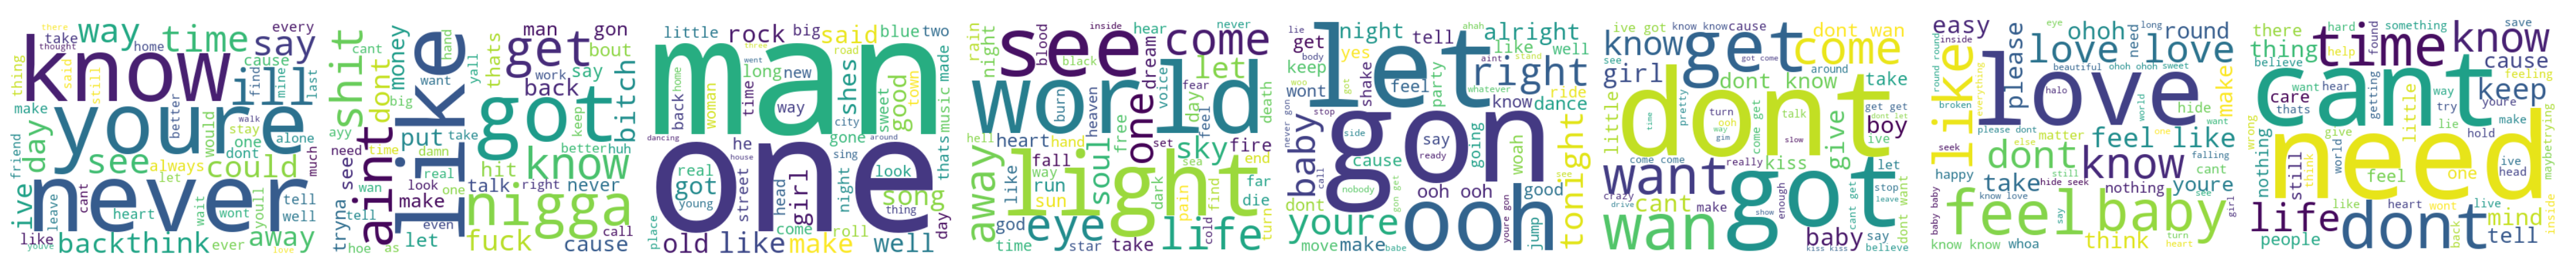 know
youre
never
way
time
say
ill
could
see
day
ive
back
think
away
every
take
home
cause
thought
there
thing
said
still
find
mine
last
make
better
would
walk
stay
one
alone
friend
always
dont
much
let
cant
wait
tell
leave
heart
wont
youll
well
like
ever
love
youve
like
got
get
shit
aint
know
nigga
bitch
dont
money
put
fuck
man
gon
bout
cant
hand
yall
thats
want
work
say
back
big
ayy
take
keep
need
time
damn
hit
better
huh
see
real
wan
look
one
talk
right
never
tryna
make
call
tell
even
hoe
as
let
cause
man
one
little
rock
big
said
blue
two
road
three
went
back
home
woman
long
new
time
way
shes
good
town
city
sweet
music
made
thats
dancing
real
he
house
got
young
street
head
girl
gone
sing
around
night
look
song
thing
day
place
come
old
like
make
roll
well
see
world
light
come
away
eye
life
one
soul
sky
let
rain
night
blood
inside
hear
never
black
dream
voice
day
fear
burn
heaven
free
feel
death
hell
heart
hand
set
fire
fall
way
sea
end
like
run
sun
dark
pain
find
far
god
die
cold
turn
time
star
take
let
gon
ooh
right
baby
youre
tonight
lie
night
tell
ahah
alright
get
yes
like
well
body
keep
woo
got
shake
aint
stand
party
feel
whatever
wont
ride
stop
know
dance
never gon
side
say
going
ready
cause
woah
call
nobody
ooh ooh
good
see
dont
gon get
jump
move
make
babe
youre gon
dont
got
get
want
wan
know
come
ive got
know know
cause
dont wan
see
got come
girl
around
dont know
take
little
time
pretty
turn
ooh
way
gim
come get
talk
slow
get get
dont let
boy
give
ive
come come
really
kiss
let
cant
crazy
make
drive
show
enough
cant get
stop
leave
baby
say
kiss kiss
believe
dont want
love
feel
baby
like
know
dont
love love
easy
eye
ohoh
need
long
round
inside
please
beautiful
ohoh ohoh
sweet
round round
everything
make
broken
halo
world
hide
please dont
matter
want
else
feel like
one
seek
still
falling
happy
take
hide seek
nothing
cant
youre
see
baby baby
say
know love
girl
know know
whoa
think
turn
heart
cant
need
time
dont
know
life
keep
there
hard
something
save
thing
help
found
cause
believe
feeling
want
hear
way
youre
care
getting
little
try
make
thats
lie
nothing
wrong
still
think
world
give
hold
feel
one
ive
head
maybe
trying
inside
like
heart
wont
live
mind
back
people
tell